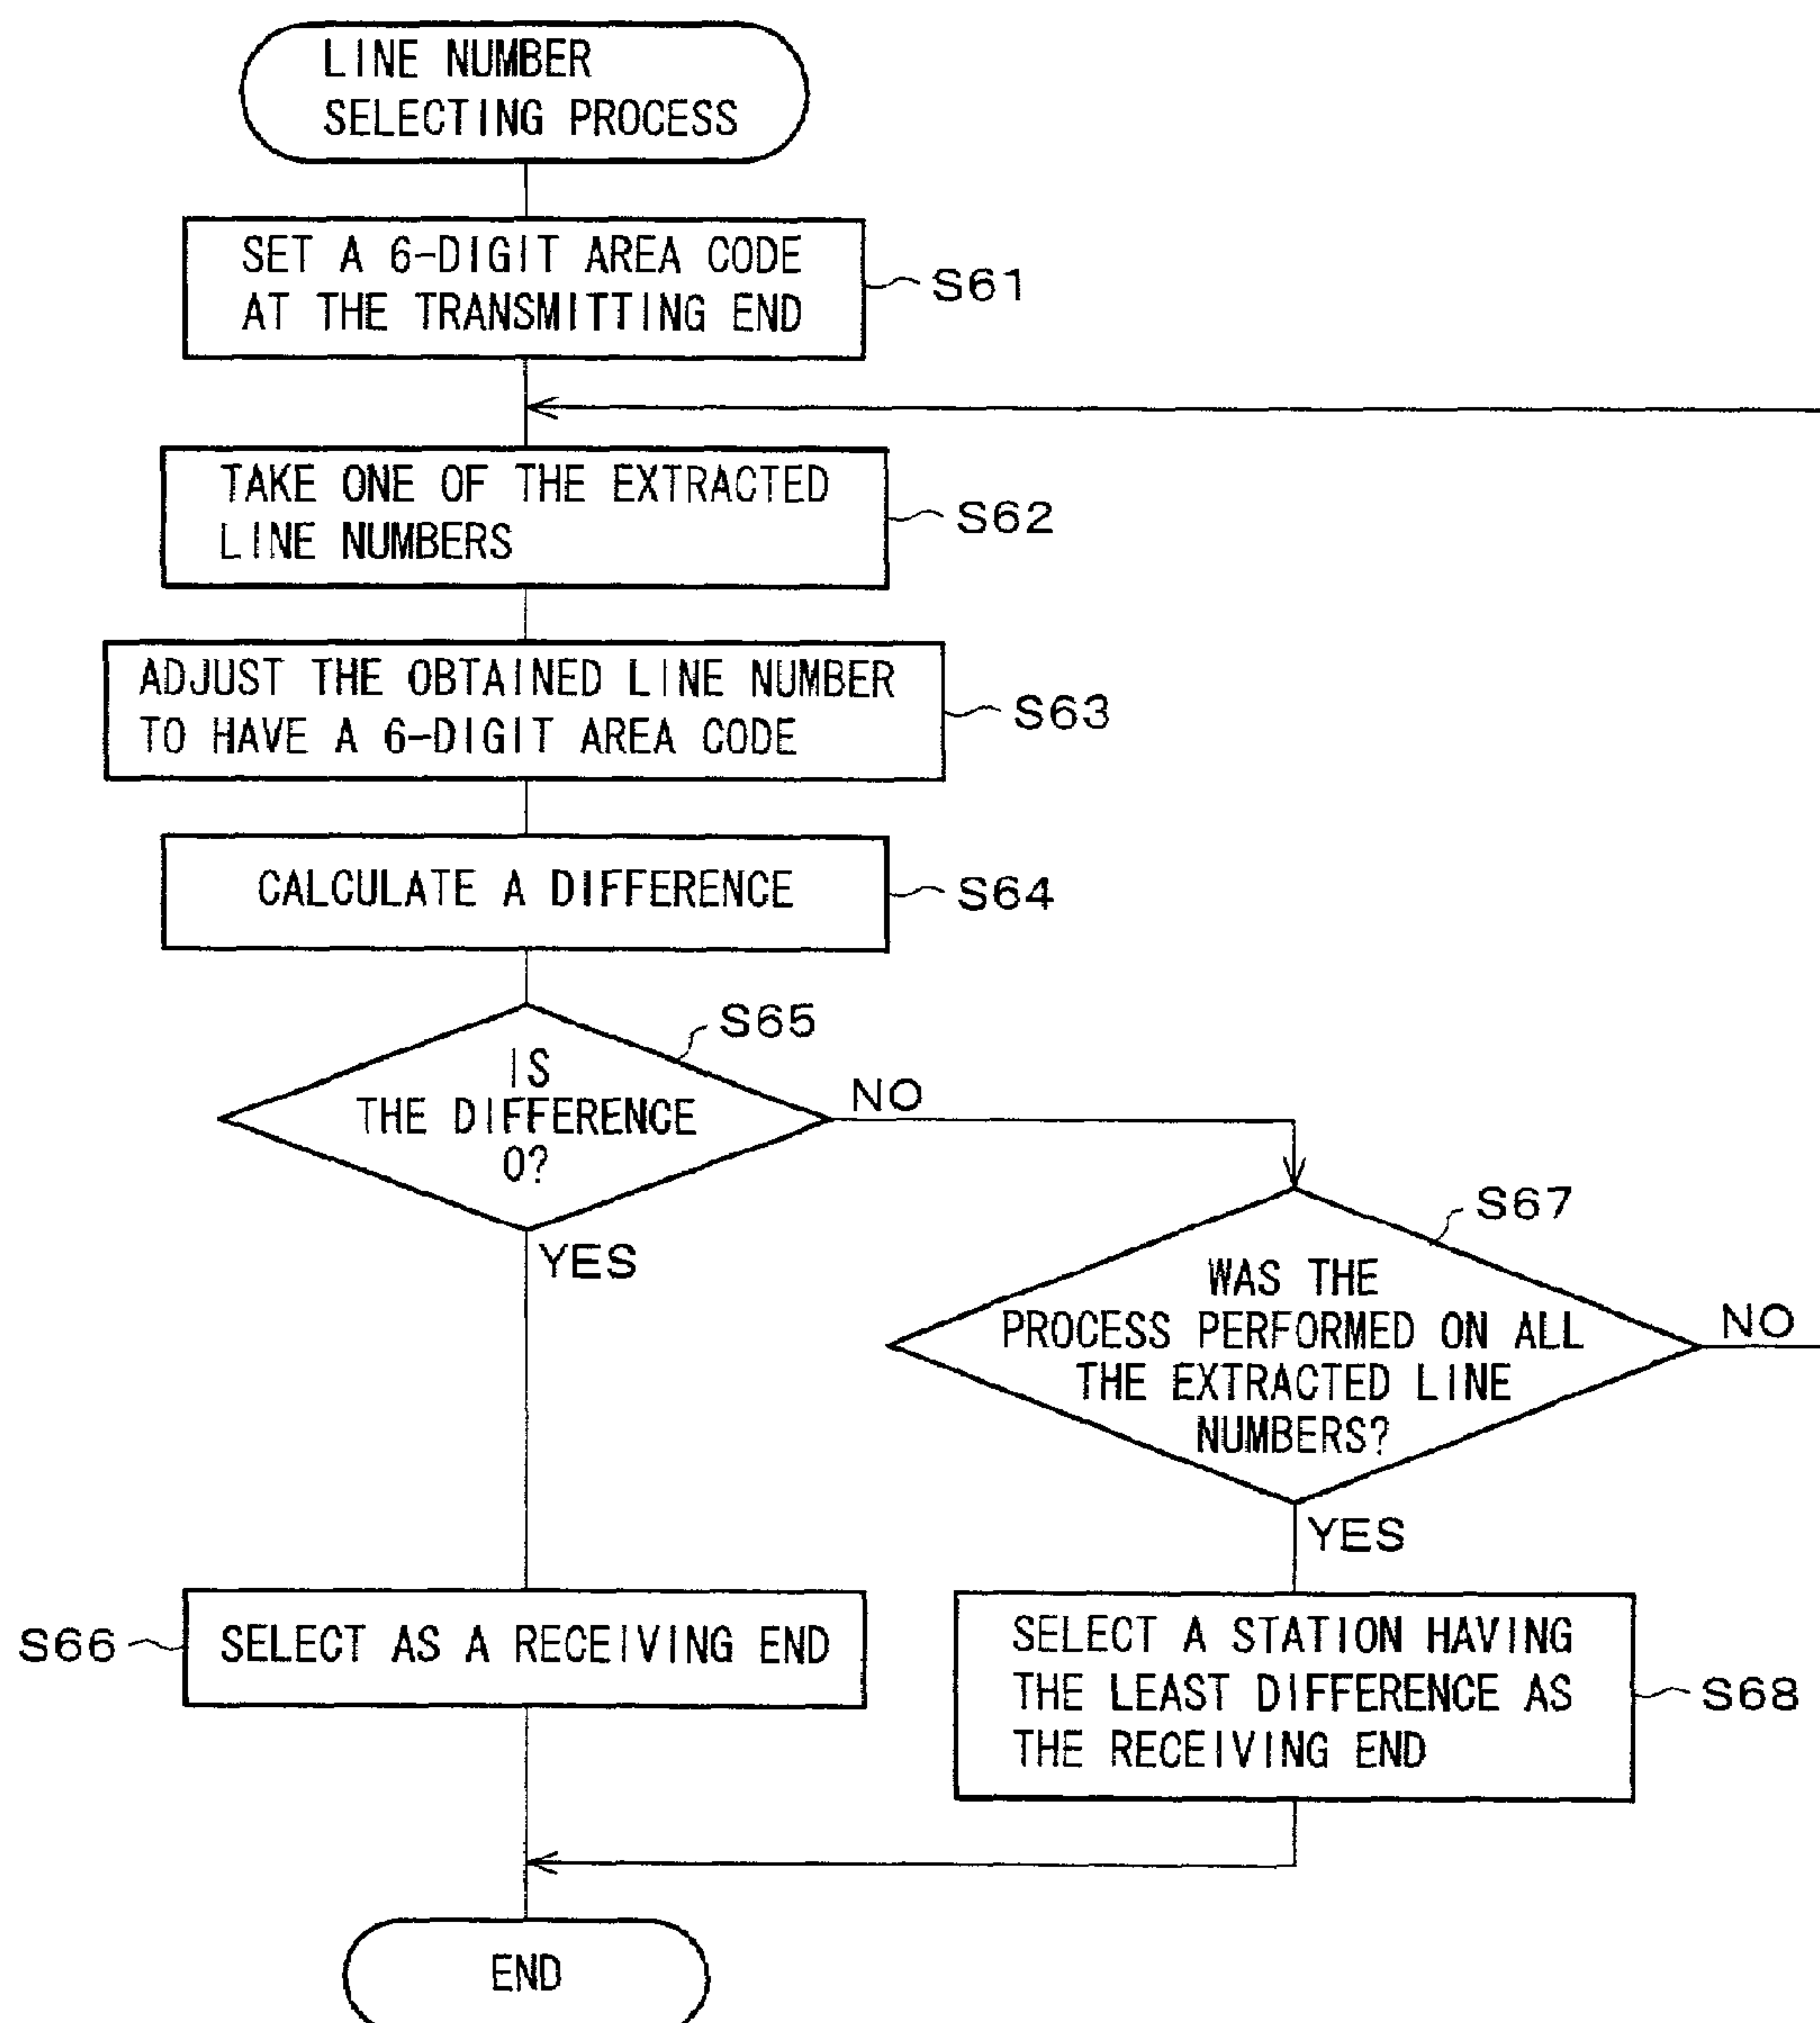 LINE NUMBER
SELECTING PROCESS
SET A 6-DIGIT AREA CODE
AT THE TRANSMITTING END
S61
TAKE ONE OF THE EXTRACTED
LINE NUMBERS
S62
ADJUST THE OBTAINED LINE NUMBER
TO HAVE A 6-DIGIT AREA CODE
S63
CALCULATE A DIFFERENCE
S64
S65
IS
THE DIFFERENCE
0?
NO
YES
S67
WAS THE
PROCESS PERFORMED ON ALL
THE EXTRACTED LINE
NUMBERS?
NO
YES
S66
SELECT AS A RECEIVING END
SELECT A STATION HAVING
THE LEAST DIFFERENCE AS
THE RECEIVING END
S68
END